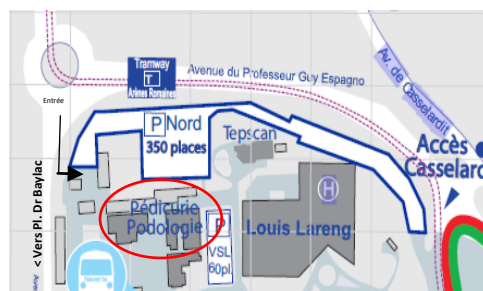 Tramway
T
Arènes Romaines
Avenue du Professeur Guy Espagno
Av. de Casselardit
Entrée
P Nord
350 places
Tepscan
Accès
Casselard
H
Pédicurie
Podologie
P
VSL
60pl.
Louis Lareng
< Vers Pl. Dr Baylac
Navette